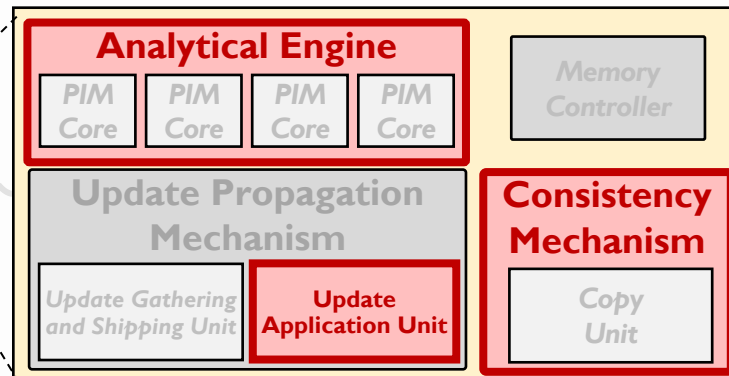 Analytical Engine
PIM PIM PIM PIM
Core Core Core Core
Memory
Controller
Update Propagation
Mechanism
Update Gathering
and Shipping Unit
Update
Application Unit
Consistency
Mechanism
Copy
Unit